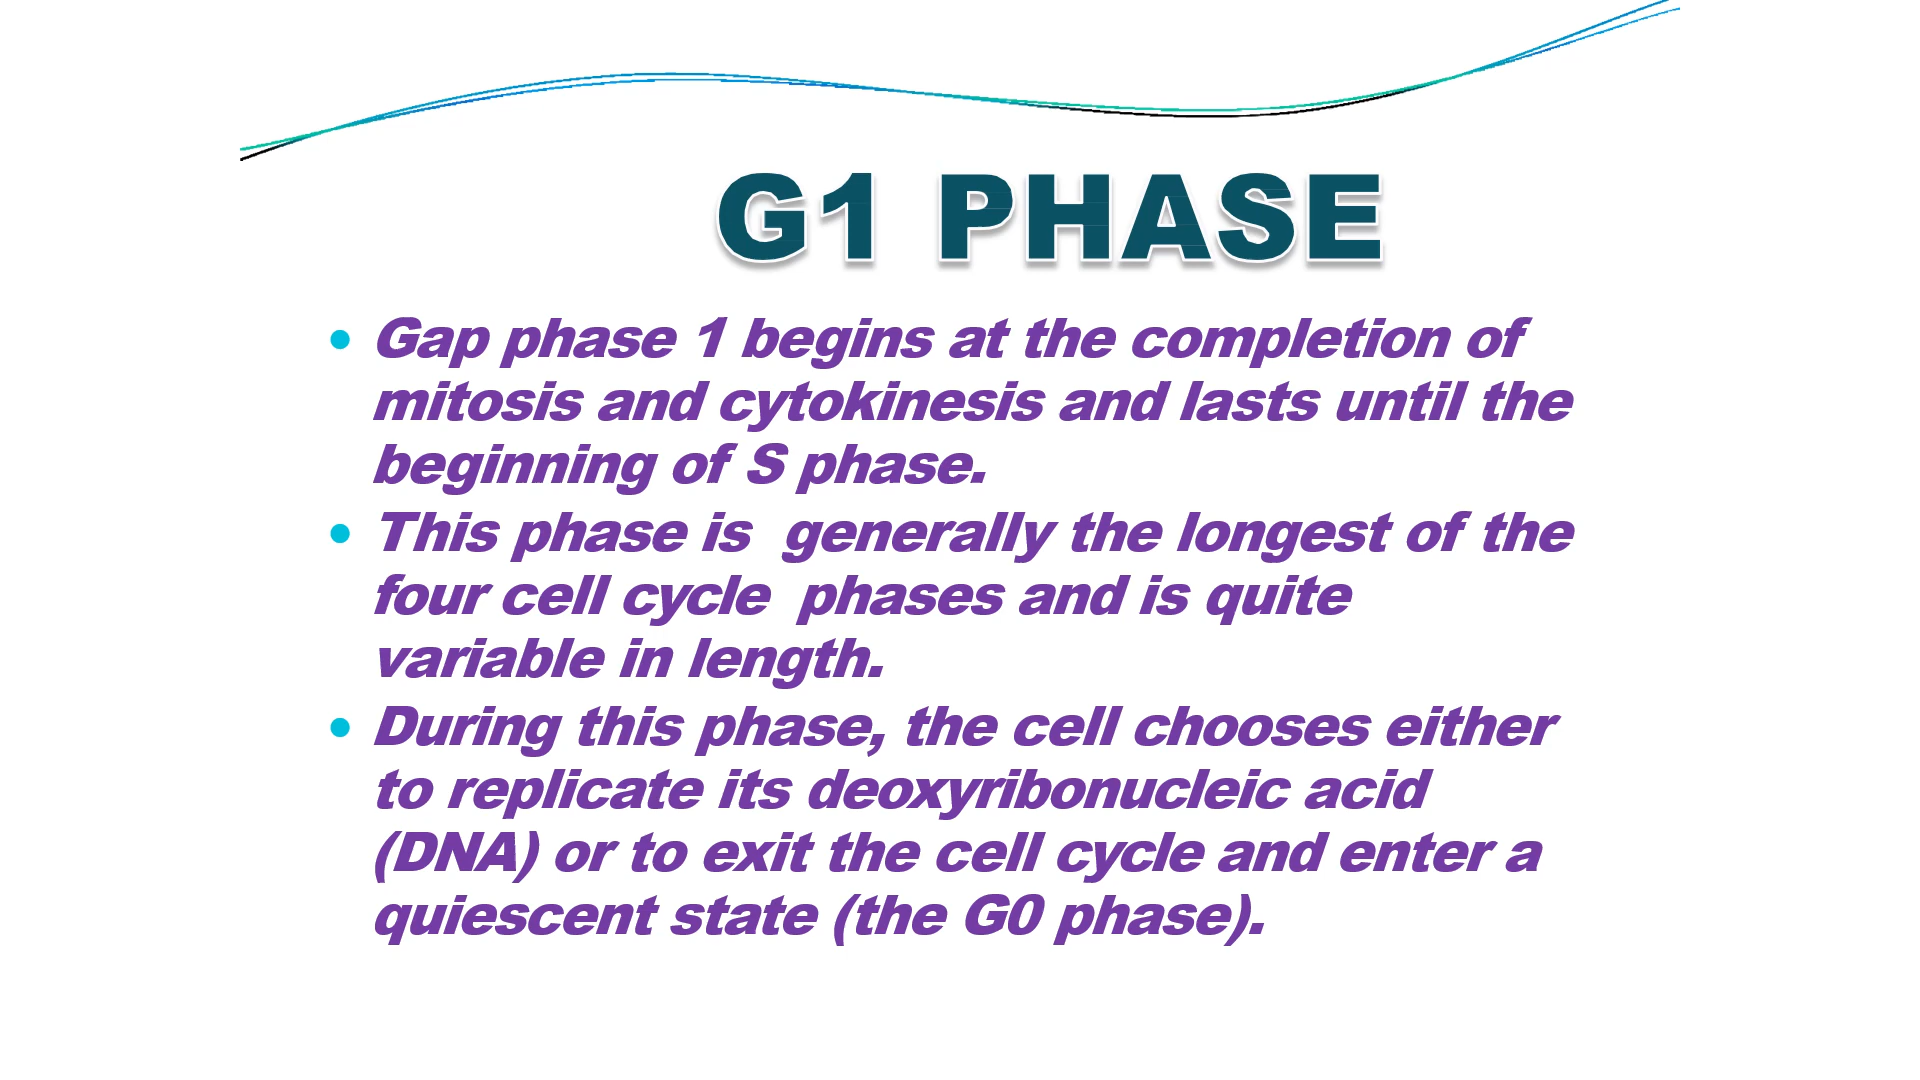 G1 PHASE
• Gap phase 1 begins at the completion of
mitosis and cytokinesis and lasts until the
beginning of S phase.
• This phase is  generally the longest of the
four cell cycle  phases and is quite
variable in length.
• During this phase, the cell chooses either
to replicate its deoxyribonucleic acid
(DNA) or to exit the cell cycle and enter a
quiescent state (the G0 phase).